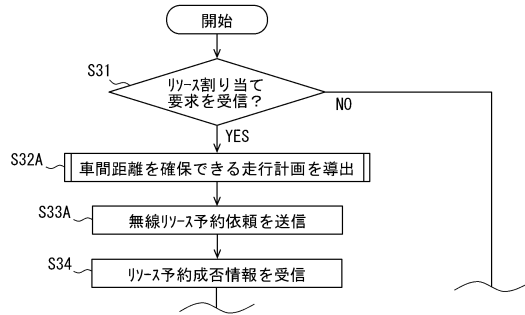 開始
S31
ﾘｿｰｽ割り当て
要求を受信？
NO
YES
S32A
車間距離を確保できる走行計画を導出
S33A
無線ﾘｿｰｽ予約依頼を送信
S34
ﾘｿｰｽ予約成否情報を受信